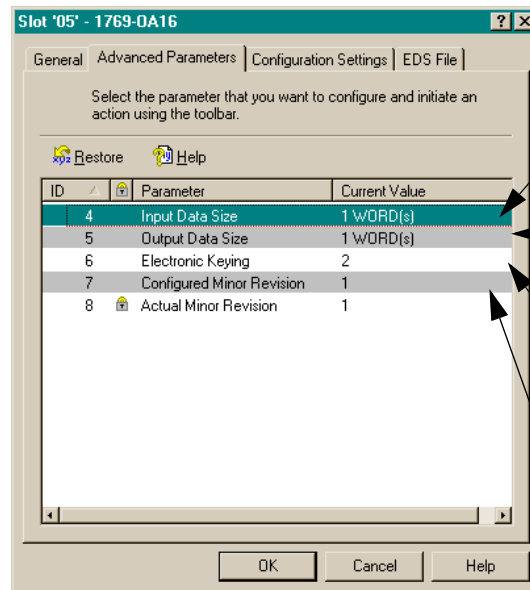 Slot '05' - 1769-OA16
General Advanced Parameters Configuration Settings EDS File
Select the parameter that you want to configure and initiate an
action using the toolbar.
Restore Help
ID Parameter Current Value
4 Input Data Size 1 WORD(s)
5 Output Data Size 1 WORD(s)
6 Electronic Keying 2
7 Configured Minor Revision 1
8 Actual Minor Revision 1
OK Cancel Help